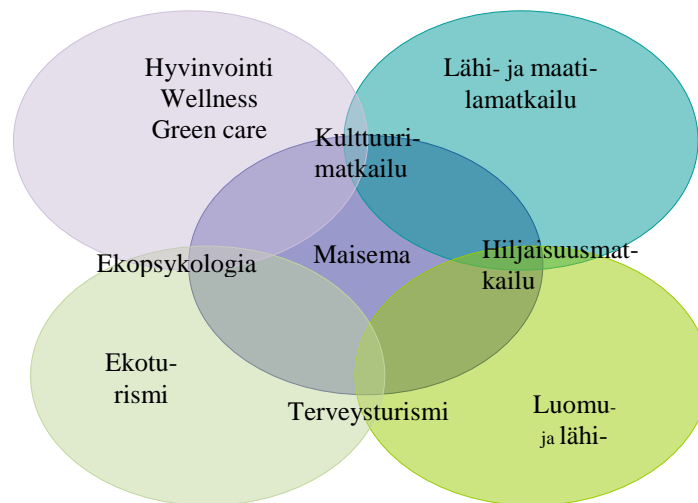 Hyvinvointi
Wellness
Green care
Lähi- ja maati-
lamatkailu
Kulttuuri-
matkailu
Ekopsykologia
Maisema
Hiljaisuusmat-
kailu
Ekotu-
rismi
Terveysturismi
Luomu-
ja lähi-